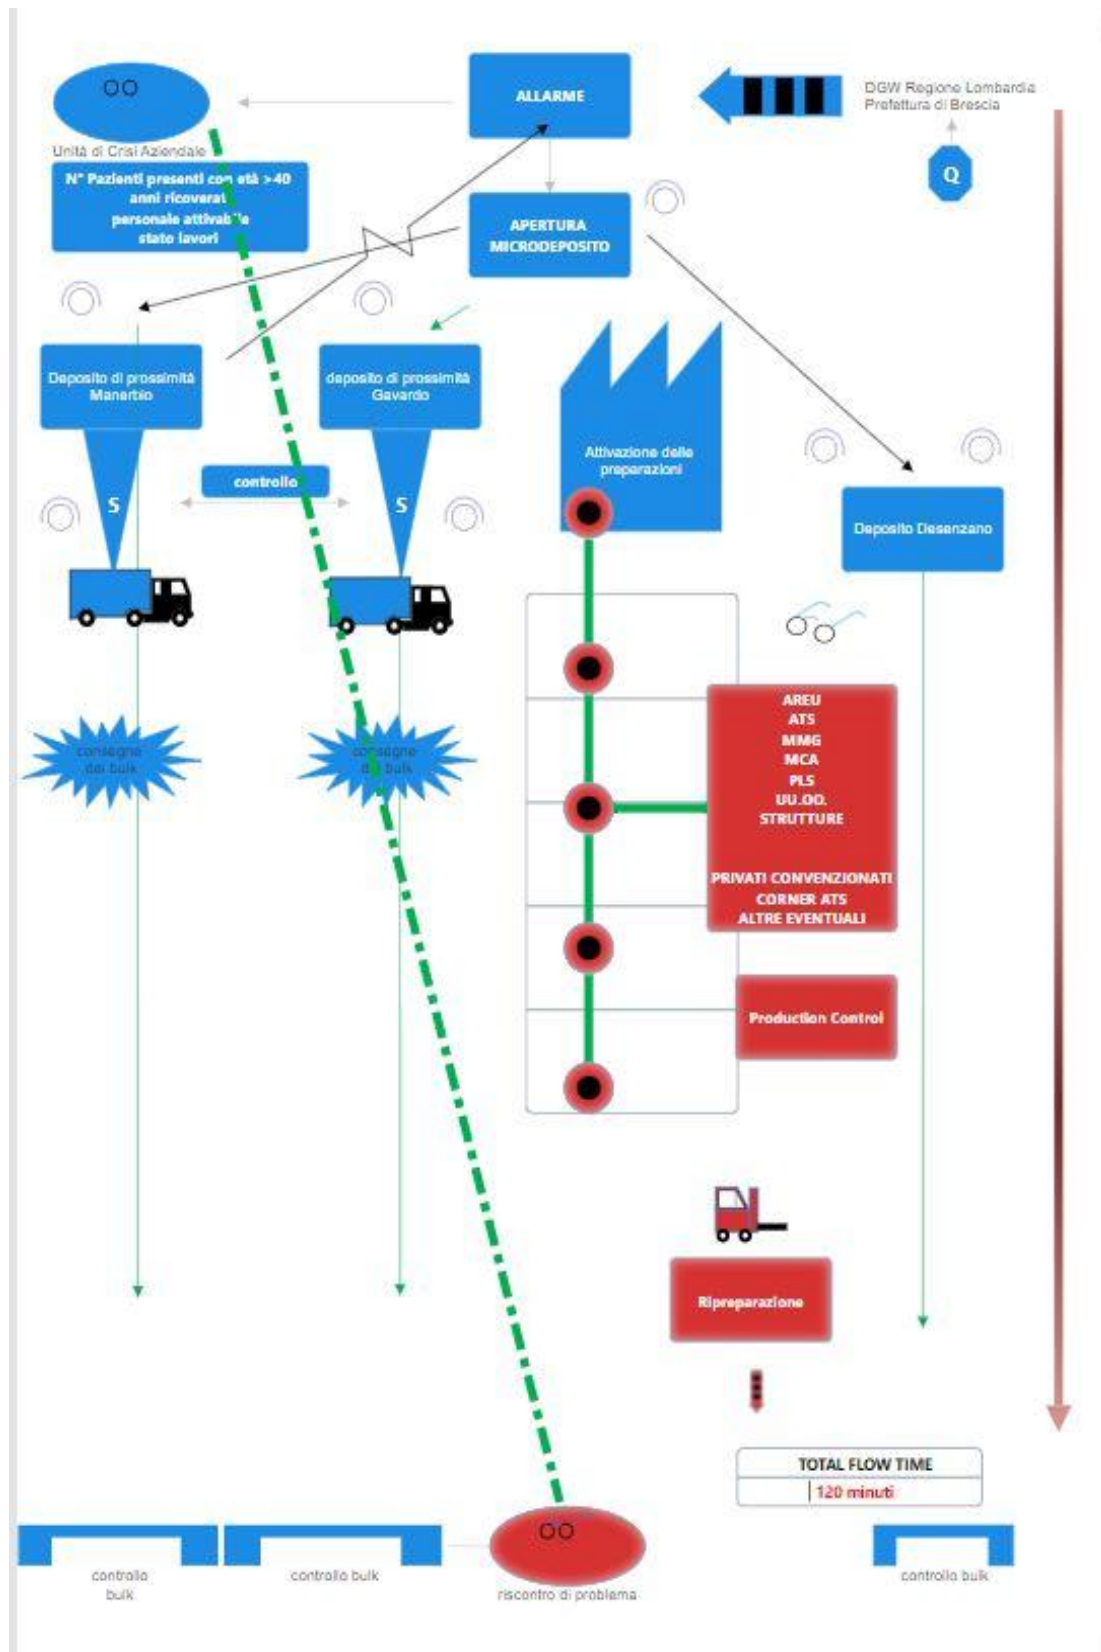 ALLARME
DGW Regione Lombardia
Prefettura di Brescia
Q
Unità di Crisi Aziendale
N° Pazienti presenti con età >40
anni ricoverat
personale attivabile
stato lavori
APERTURA
MICRODEPOSITO
Deposito di prossimità
Manerbio
deposito di prossimità
Gavardo
Attivazione delle
preparazioni
controllo
S
S
Deposito Desenzano
AREU
ATS
MMG
MCA
PLS
UU.OO.
STRUTTURE
PRIVATI CONVENZIONATI
CORNER ATS
ALTRE EVENTUALI
consegne
dei bulk
consegne
dei bulk
Production Control
Ripreparazione
TOTAL FLOW TIME
120 minuti
controllo
bulk
controllo bulk
riscontro di problema
controllo bulk